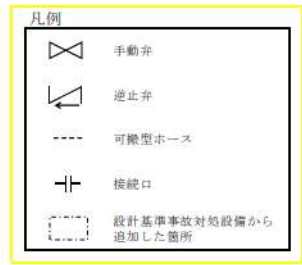 凡例
手動弁
逆止弁
可搬型ホース
接続口
設計基準事故対処設備から
追加した箇所